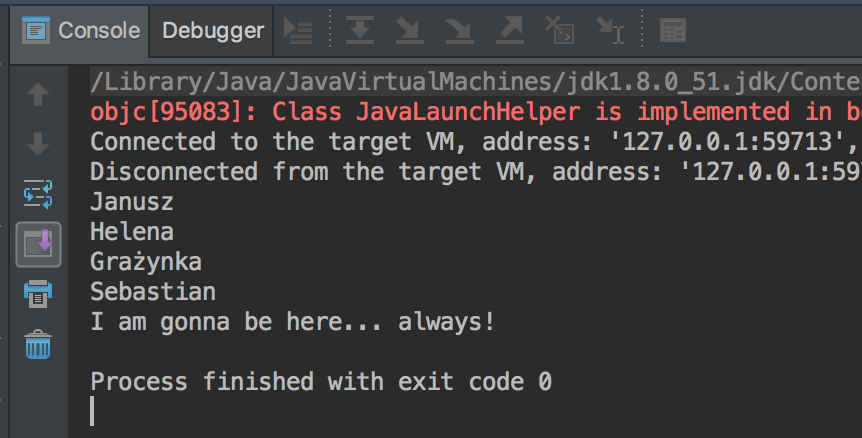 Console Debugger
/Library/Java/JavaVirtualMachines/jdk1.8.0_51.jdk/Conte
objc[95083]: Class JavaLaunchHelper is implemented in b
Connected to the target VM, address: '127.0.0.1:59713',
Disconnected from the target VM, address: '127.0.0.1:597
Janusz
Helena
Grażynka
Sebastian
I am gonna be here... always!
Process finished with exit code 0